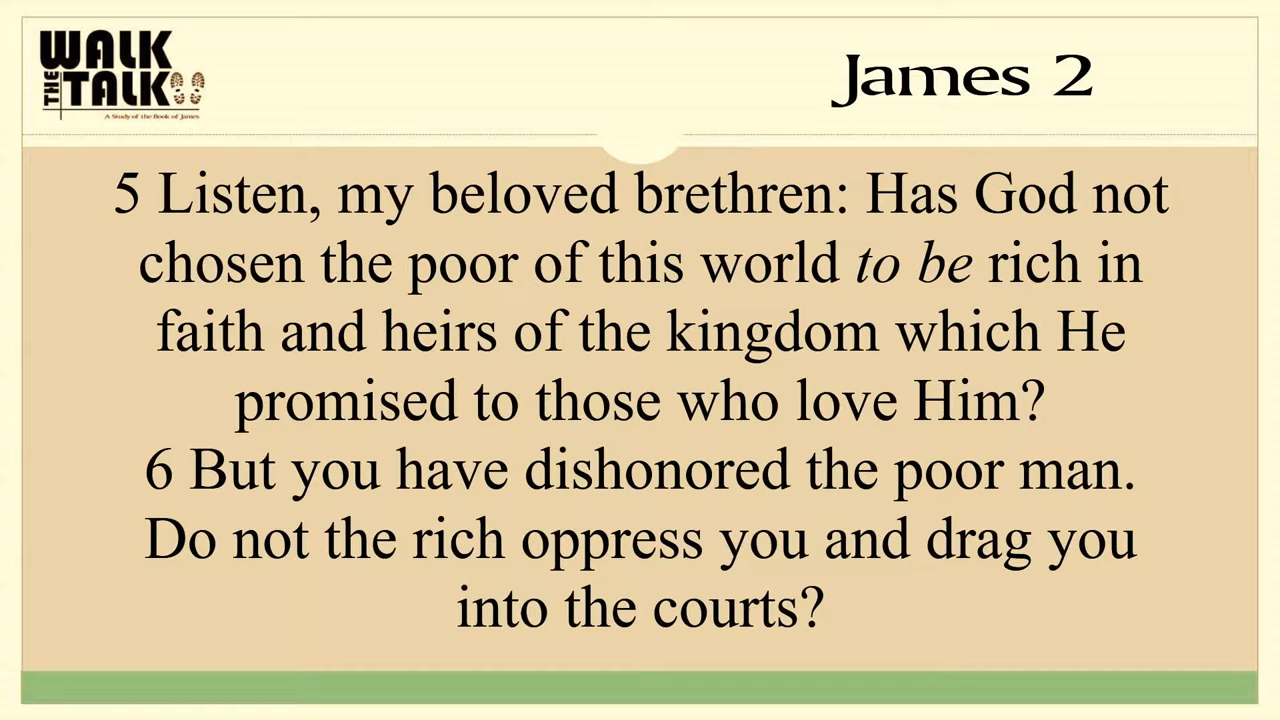 WALK
THE TALK
A Study of the Book of James
James 2
5 Listen, my beloved brethren: Has God not
chosen the poor of this world to be rich in
faith and heirs of the kingdom which He
promised to those who love Him?
6 But you have dishonored the poor man.
Do not the rich oppress you and drag you
into the courts?